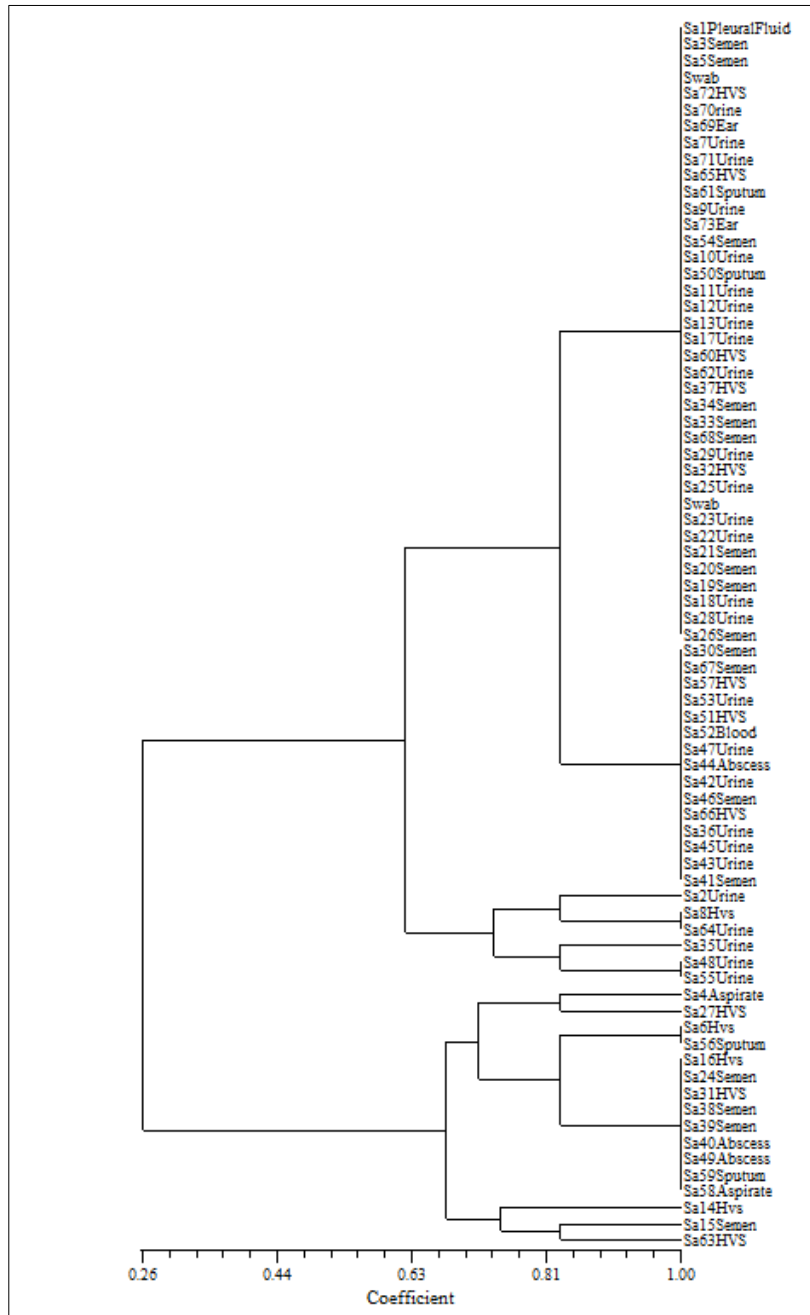 Sa1PleuralFluid
Sa3Semen
Sa5Semen
Swab
Sa72HVS
Sa70rine
Sa69Ear
Sa7Urine
Sa71Urine
Sa65HVS
Sa61Sputum
Sa9Urine
Sa73Ear
Sa54Semen
Sa10Urine
Sa50Sputum
Sa11Urine
Sa12Urine
Sa13Urine
Sa17Urine
Sa60HVS
Sa62Urine
Sa37HVS
Sa34Semen
Sa33Semen
Sa68Semen
Sa29Urine
Sa32HVS
Sa25Urine
Swab
Sa23Urine
Sa22Urine
Sa21Semen
Sa20Semen
Sa19Semen
Sa18Urine
Sa28Urine
Sa26Semen
Sa30Semen
Sa67Semen
Sa57HVS
Sa53Urine
Sa51HVS
Sa52Blood
Sa47Urine
Sa44Abscess
Sa42Urine
Sa46Semen
Sa66HVS
Sa36Urine
Sa45Urine
Sa43Urine
Sa41Semen
Sa2Urine
Sa8Hvs
Sa64Urine
Sa35Urine
Sa48Urine
Sa55Urine
Sa4Aspirate
Sa27HVS
Sa6Hvs
Sa56Sputum
Sa16Hvs
Sa24Semen
Sa31HVS
Sa38Semen
Sa39Semen
Sa40Abscess
Sa49Abscess
Sa59Sputum
Sa58Aspirate
Sa14Hvs
Sa15Semen
Sa63HVS
0.26 0.44 0.63 0.81 1.00
Coefficient